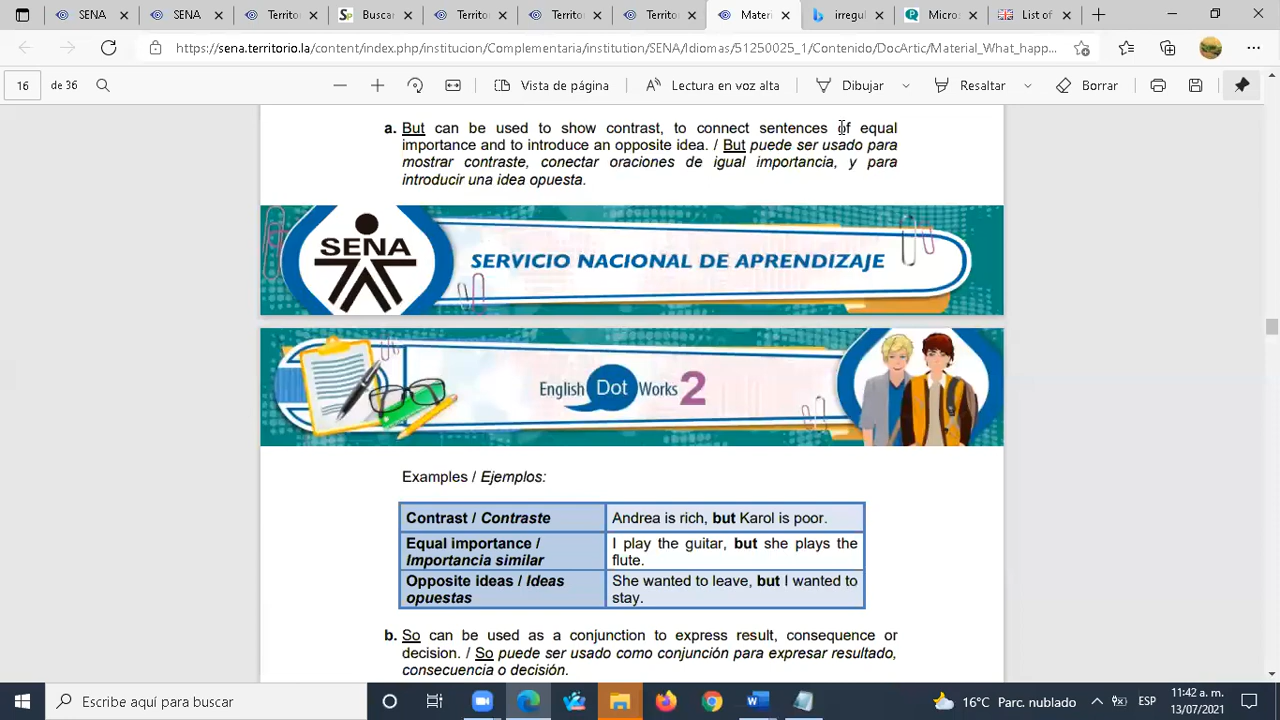 SENA
SENA
Territo
Buscar
Territo
Territo
Territo
Materi
irregul
Micros
List of
https://sena.territorio.la/content/index.php/institucion/Complementaria/institution/SENA/Idiomas/51250025_1/Contenido/DocArtic/Material_What_happ...
16 de 36
Vista de página
Lectura en voz alta
Dibujar
Resaltar
Borrar
a. But can be used to show contrast, to connect sentences of equal
importance and to introduce an opposite idea. / But puede ser usado para
mostrar contraste, conectar oraciones de igual importancia, y para
introducir una idea opuesta.
SENA
SERVICIO NACIONAL DE APRENDIZAJE
English Dot Works 2
Examples / Ejemplos:
Contrast / Contraste
Andrea is rich, but Karol is poor.
Equal importance /
Importancia similar
I play the guitar, but she plays the
flute.
Opposite ideas / Ideas
opuestas
She wanted to leave, but I wanted to
stay.
b. So can be used as a conjunction to express result, consequence or
decision. / So puede ser usado como conjunción para expresar resultado,
consecuencia o decisión.
Escribe aquí para buscar
16°C Parc. nublado
ESP
11:42 a. m.
13/07/2021